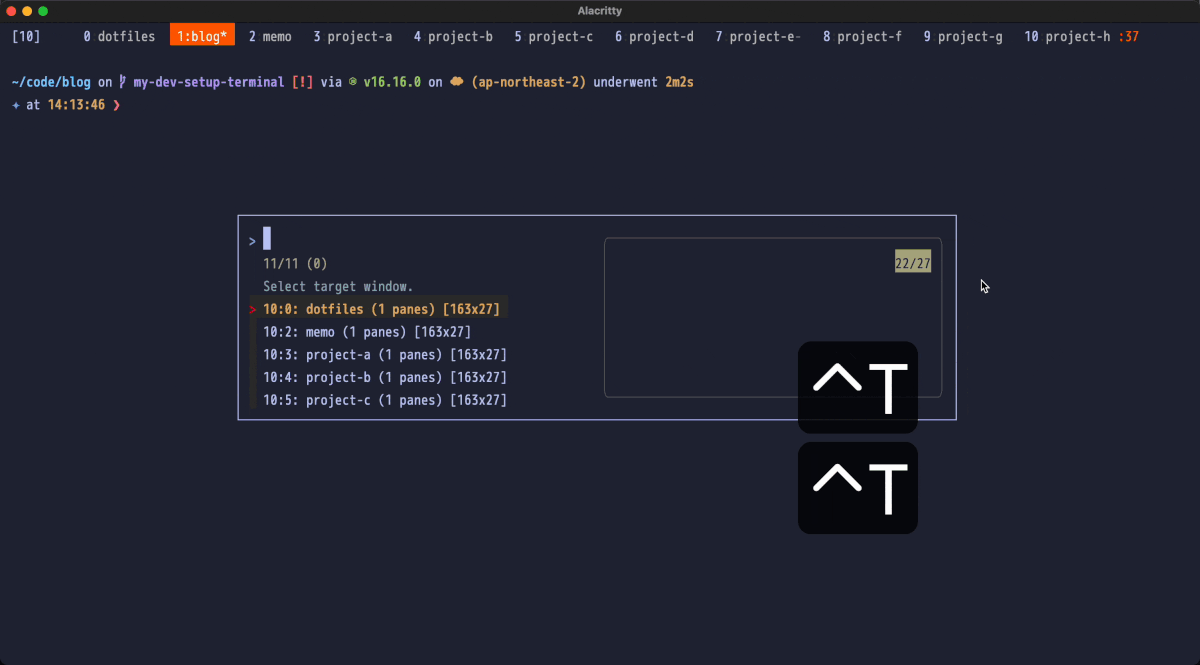 Alacritty
[10] 0 dotfiles 1:blog* 2 memo 3 project-a 4 project-b 5 project-c 6 project-d 7 project-e- 8 project-f 9 project-g 10 project-h :37
~/code/blog on my-dev-setup-terminal [!] via v16.16.0 on (ap-northeast-2) underwent 2m2s
✦ at 14:13:46 ❯
>
11/11 (0)
22/27
Select target window.
> 10:0: dotfiles (1 panes) [163x27]
10:2: memo (1 panes) [163x27]
10:3: project-a (1 panes) [163x27]
10:4: project-b (1 panes) [163x27]
10:5: project-c (1 panes) [163x27]
^T
^T